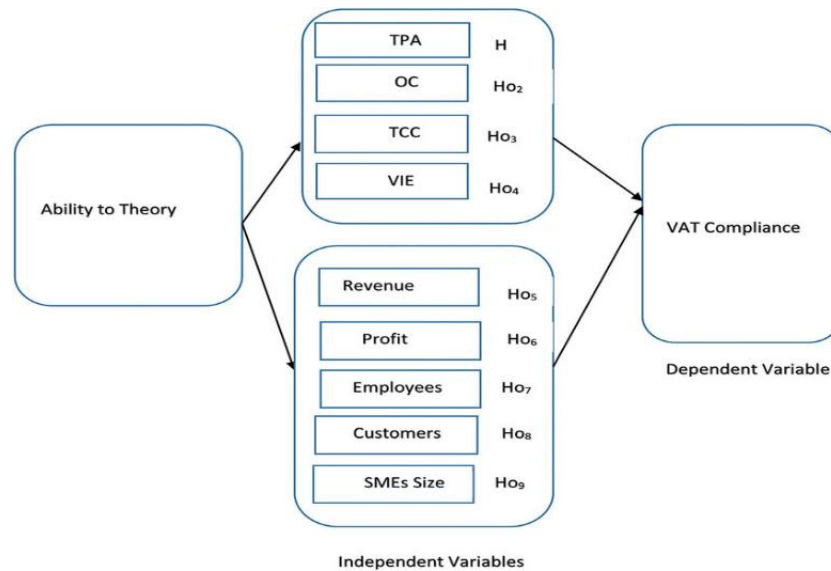 Ability to Theory
TPA H
OC Ho₂
TCC Ho₃
VIE Ho₄
Revenue Ho₅
Profit Ho₆
Employees Ho₇
Customers Ho₈
SMEs Size Ho₉
Independent Variables
VAT Compliance
Dependent Variable